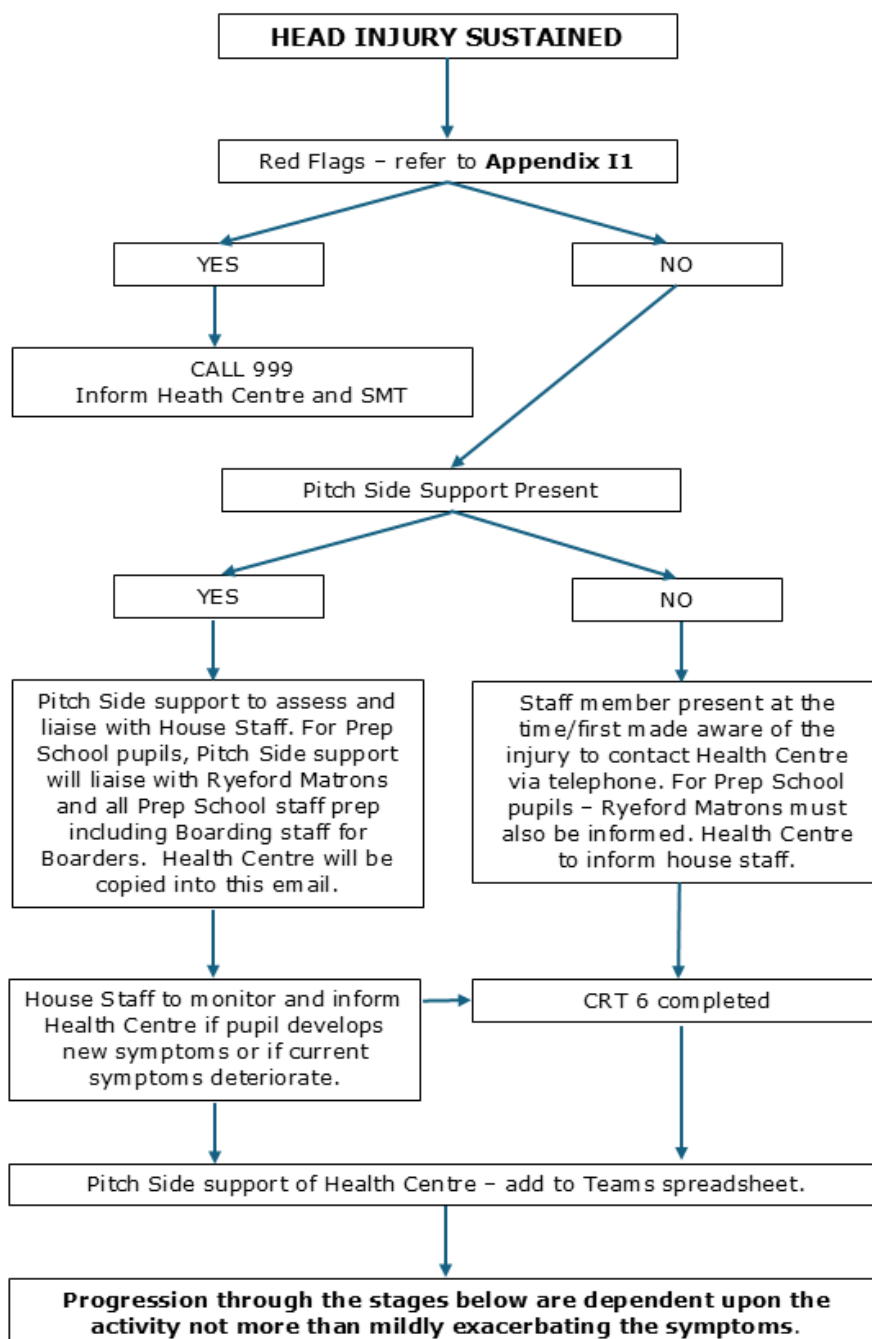 HEAD INJURY SUSTAINED
Red Flags – refer to Appendix I1
YES
NO
CALL 999
Inform Heath Centre and SMT
Pitch Side Support Present
YES
NO
Pitch Side support to assess and
liaise with House Staff. For Prep
School pupils, Pitch Side support
will liaise with Ryeford Matrons
and all Prep School staff prep
including Boarding staff for
Boarders.  Health Centre will be
copied into this email.
Staff member present at the
time/first made aware of the
injury to contact Health Centre
via telephone. For Prep School
pupils – Ryeford Matrons must
also be informed. Health Centre
to inform house staff.
House Staff to monitor and inform
Health Centre if pupil develops
new symptoms or if current
symptoms deteriorate.
CRT 6 completed
Pitch Side support of Health Centre – add to Teams spreadsheet.
Progression through the stages below are dependent upon the
activity not more than mildly exacerbating the symptoms.